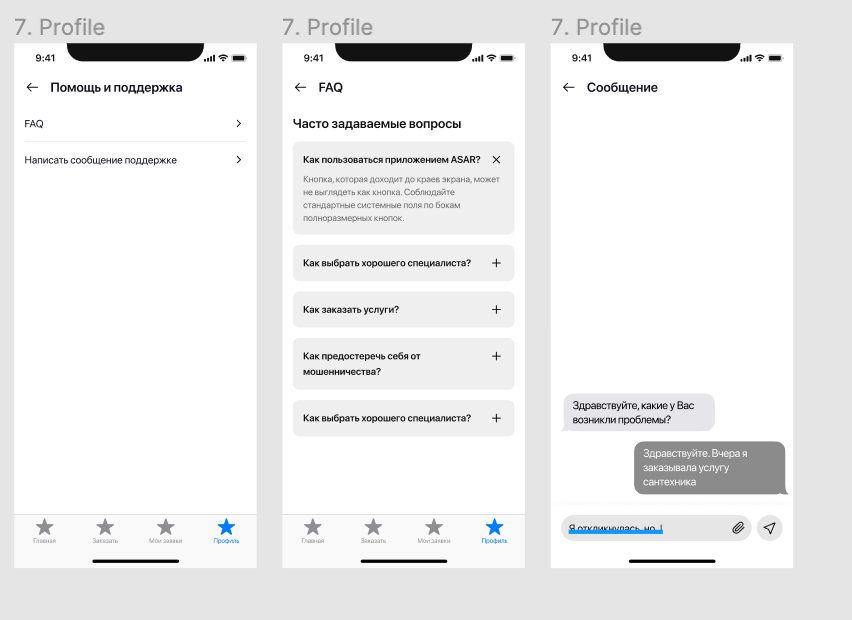 7. Profile
9:41
Помощь и поддержка
FAQ
Написать сообщение поддержке
Главная
Заказать
Мои заявки
Профиль
7. Profile
9:41
FAQ
Часто задаваемые вопросы
Как пользоваться приложением ASAR?
Кнопка, которая доходит до краев экрана, может
не выглядеть как кнопка. Соблюдайте
стандартные системные поля по бокам
полноразмерных кнопок.
Как выбрать хорошего специалиста?
Как заказать услуги?
Как предостеречь себя от
мошенничества?
Как выбрать хорошего специалиста?
Главная
Заказать
Мои заявки
Профиль
7. Profile
9:41
Сообщение
Здравствуйте, какие у Вас
возникли проблемы?
Здравствуйте. Вчера я
заказывала услугу
сантехника
Я откликнулась, но